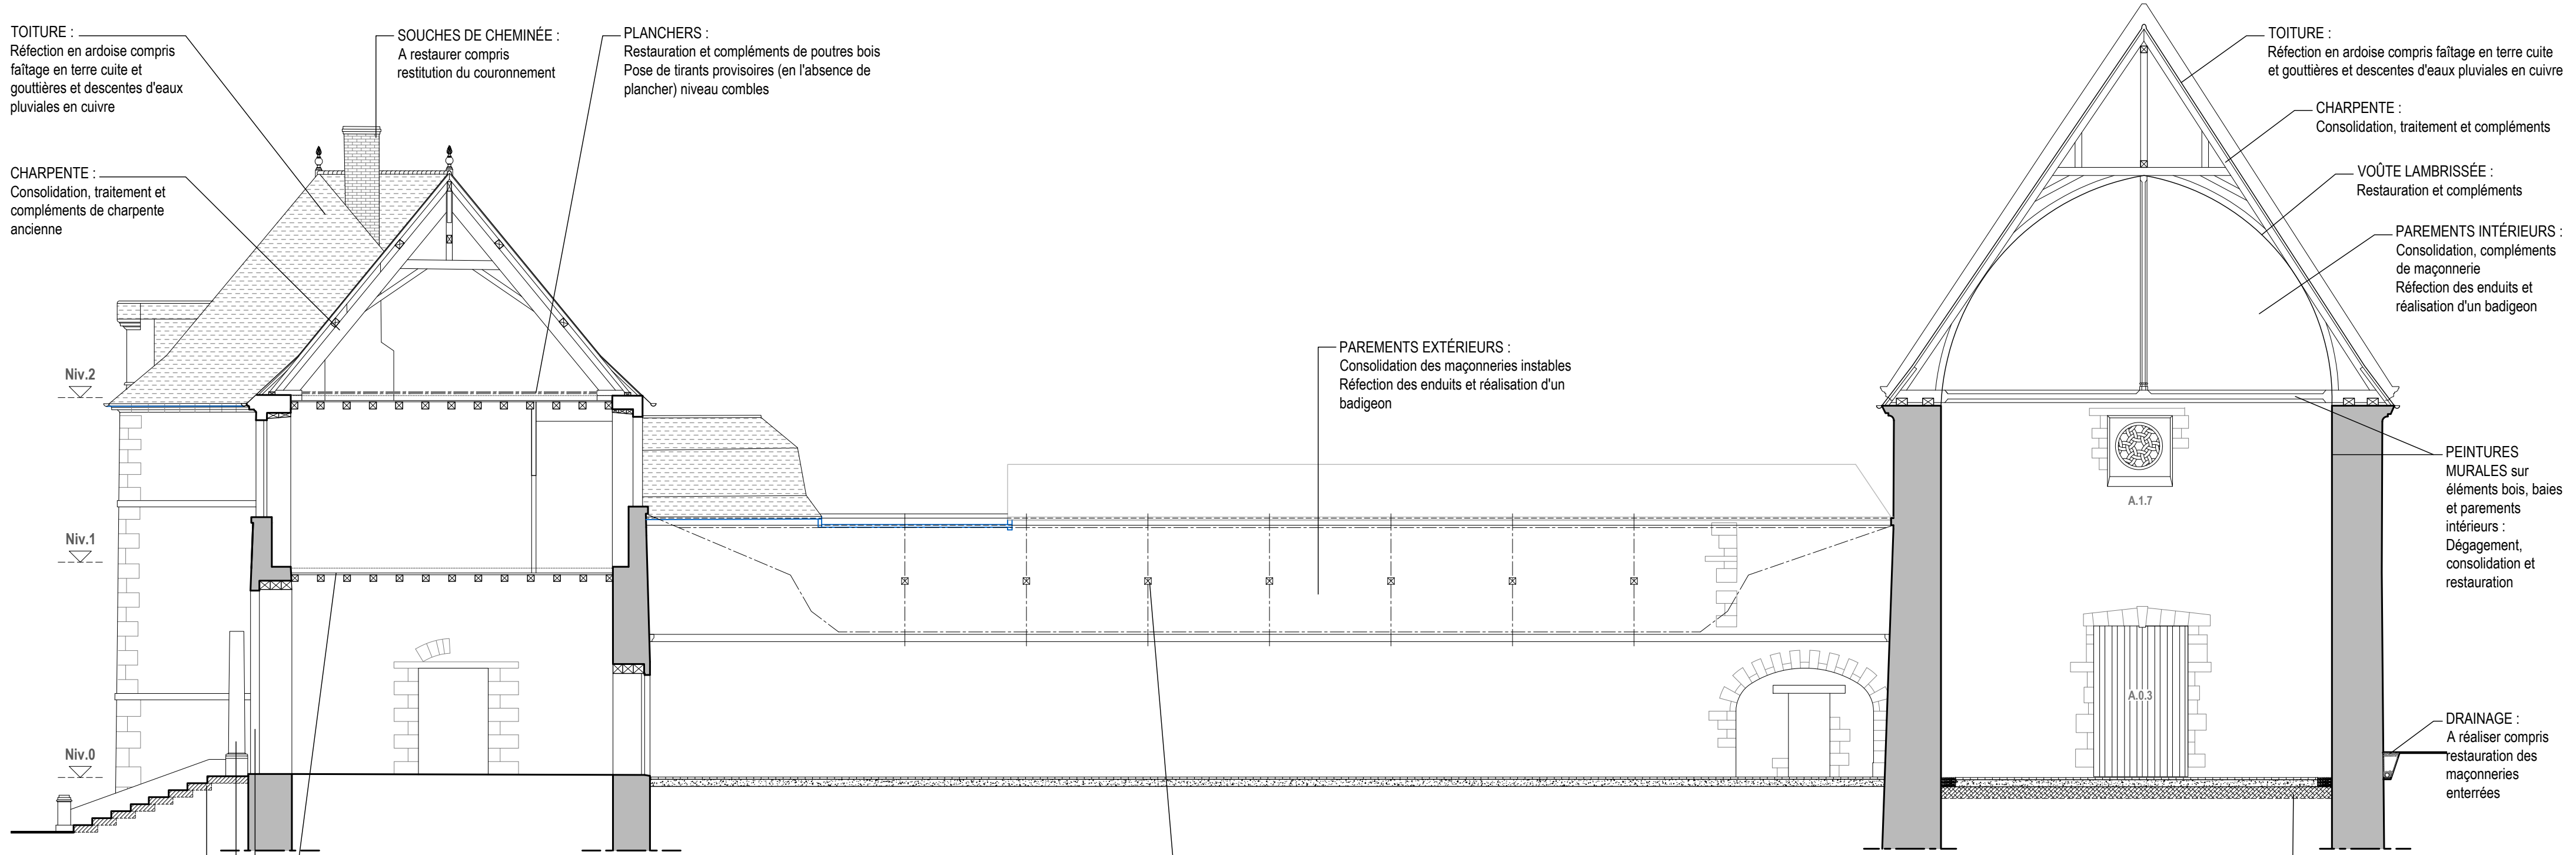 TOITURE :
Réfection en ardoise compris
faîtage en terre cuite et
gouttières et descentes d'eaux
pluviales en cuivre
CHARPENTE :
Consolidation, traitement et
compléments de charpente
ancienne
SOUCHES DE CHEMINÉE :
A restaurer compris
restitution du couronnement
PLANCHERS :
Restauration et compléments de poutres bois
Pose de tirants provisoires (en l'absence de
plancher) niveau combles
Niv.2
Niv.1
Niv.0
PAREMENTS EXTÉRIEURS :
Consolidation des maçonneries instables
Réfection des enduits et réalisation d'un
badigeon
TOITURE :
Réfection en ardoise compris faîtage en terre cuite
et gouttières et descentes d'eaux pluviales en cuivre
CHARPENTE :
Consolidation, traitement et compléments
VOÛTE LAMBRISSÉE :
Restauration et compléments
PAREMENTS INTÉRIEURS :
Consolidation, compléments
de maçonnerie
Réfection des enduits et
réalisation d'un badigeon
A.1.7
A.0.3
PEINTURES
MURALES sur
éléments bois, baies
et parements
intérieurs :
Dégagement,
consolidation et
restauration
DRAINAGE :
A réaliser compris
restauration des
maçonneries
enterrées